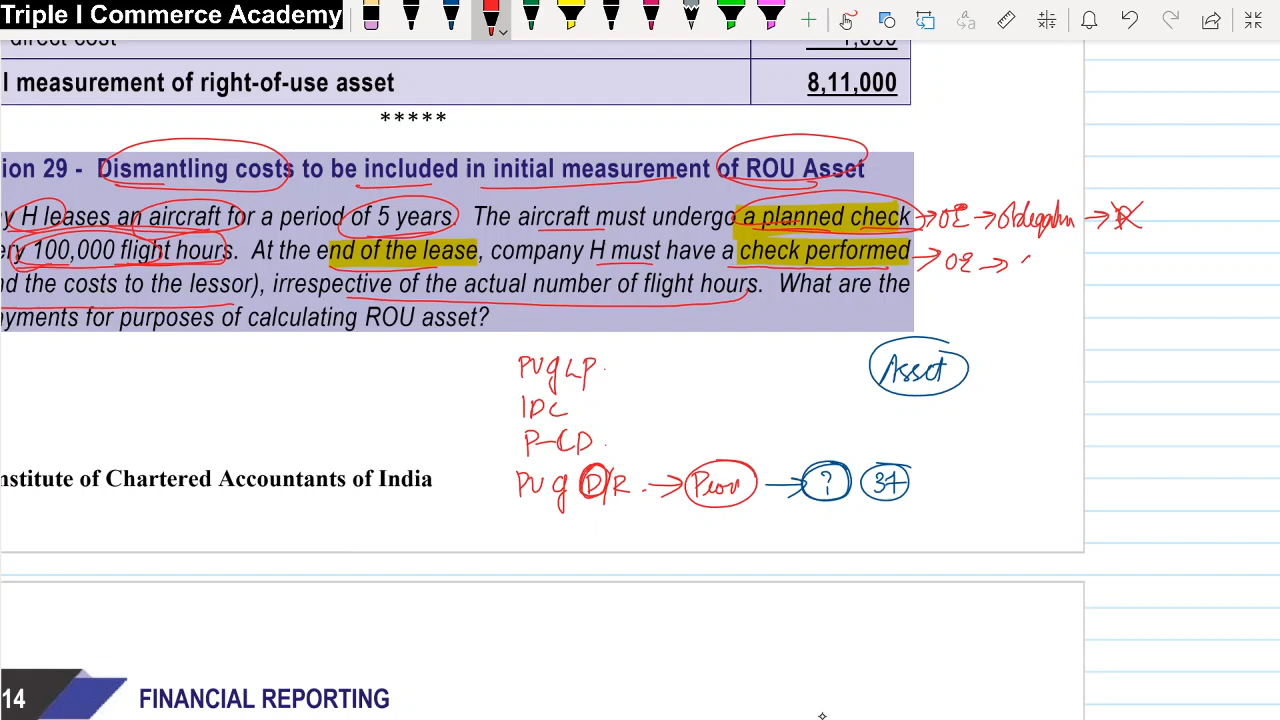 Triple I Commerce Academy
direct cost
l measurement of right-of-use asset 8,11,000
*****
ion 29 - Dismantling costs to be included in initial measurement of ROU Asset
y H leases an aircraft for a period of 5 years. The aircraft must undergo a planned check → OE →
ery 100,000 flight hours. At the end of the lease, company H must have a check performed → OE →
nd the costs to the lessor), irrespective of the actual number of flight hours. What are the
ayments for purposes of calculating ROU asset?
PV of LP.
Asset
IDC
P-CD.
nstitute of Chartered Accountants of India
PV of D/R. → Prov → ? 37
14 FINANCIAL REPORTING